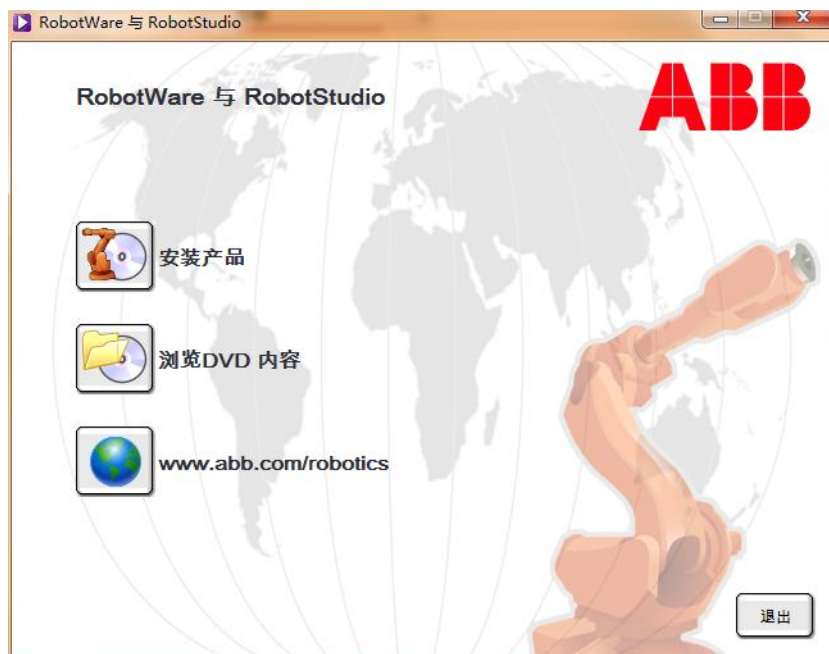 RobotWare 与 RobotStudio
RobotWare 与 RobotStudio
ABB
安装产品
浏览DVD 内容
www.abb.com/robotics
退出